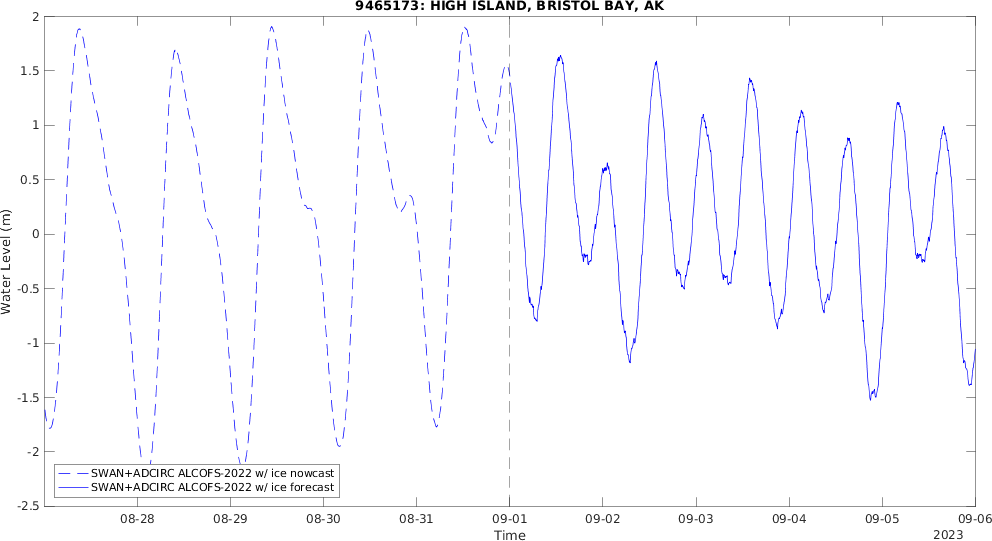 9465173: HIGH ISLAND, BRISTOL BAY, AK
Water Level (m)
2
1.5
1
0.5
0
-0.5
-1
-1.5
-2
-2.5
SWAN+ADCIRC ALCOFS-2022 w/ ice nowcast
SWAN+ADCIRC ALCOFS-2022 w/ ice forecast
08-28 08-29 08-30 08-31 09-01 09-02 09-03 09-04 09-05 09-06
Time
2023